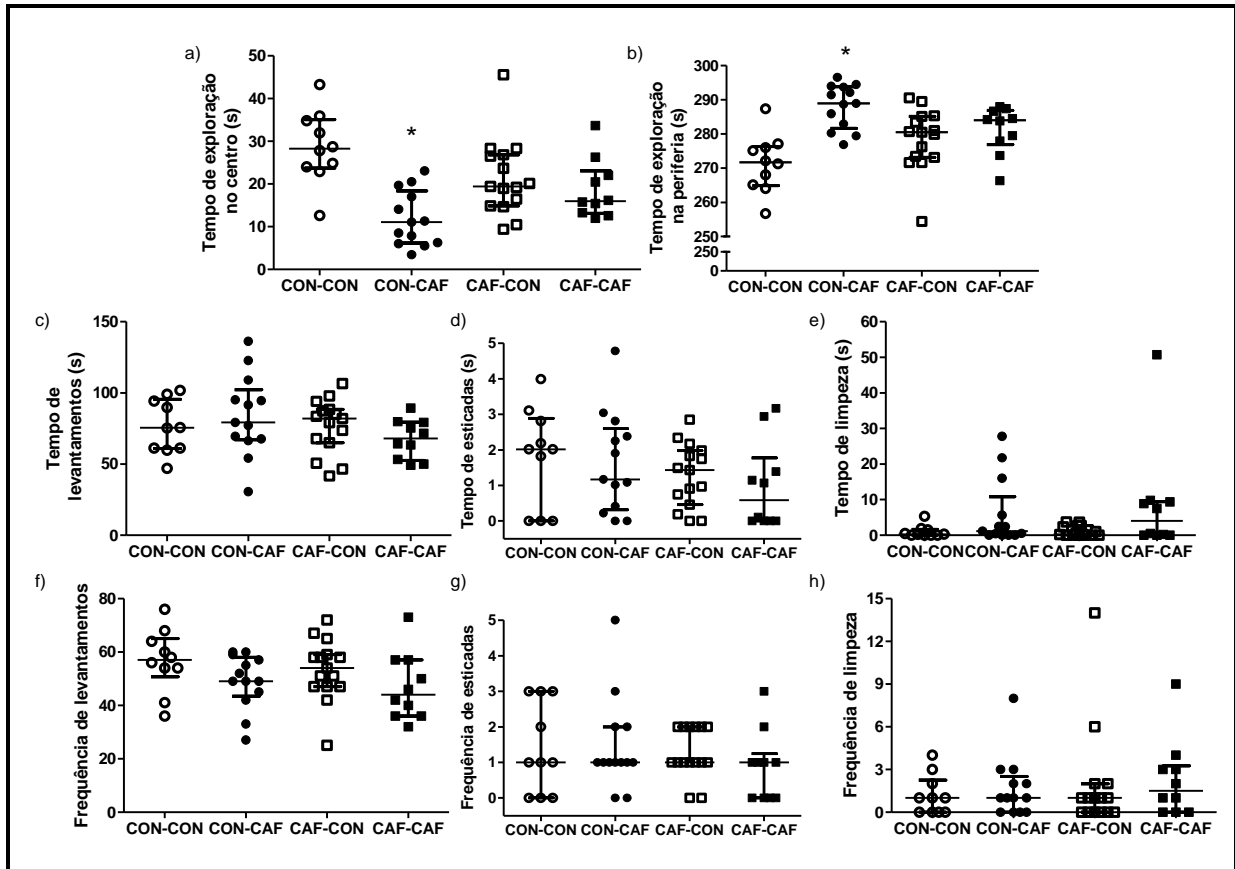 a)
Tempo de exploração
no centro (s)
50
40
30
20
10
0
*
CON-CON CON-CAF CAF-CON CAF-CAF
b)
Tempo de exploração
na periferia (s)
300
290
280
270
260
250
250
0
*
CON-CON CON-CAF CAF-CON CAF-CAF
c)
Tempo de
levantamentos (s)
150
100
50
0
CON-CON CON-CAF CAF-CON CAF-CAF
d)
Tempo de esticadas (s)
5
4
3
2
1
0
CON-CON CON-CAF CAF-CON CAF-CAF
e)
Tempo de limpeza (s)
60
50
40
30
20
10
0
CON-CON CON-CAF CAF-CON CAF-CAF
f)
Frequência de levantamentos
80
60
40
20
0
CON-CON CON-CAF CAF-CON CAF-CAF
g)
Frequência de esticadas
5
4
3
2
1
0
CON-CON CON-CAF CAF-CON CAF-CAF
h)
Frequência de limpeza
15
12
9
6
3
0
CON-CON CON-CAF CAF-CON CAF-CAF